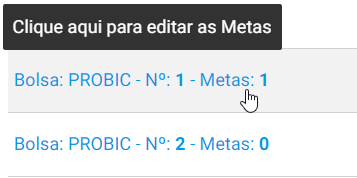 Clique aqui para editar as Metas
Bolsa: PROBIC - Nº: 1 - Metas: 1
Bolsa: PROBIC - Nº: 2 - Metas: 0